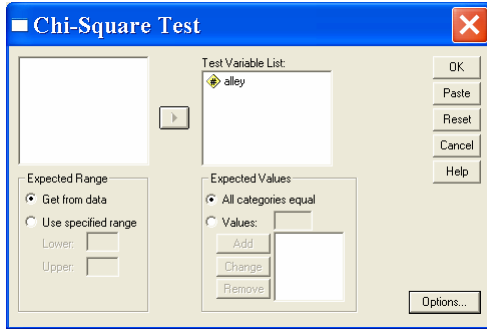 Chi-Square Test
Test Variable List:
alley
OK
Paste
Reset
Cancel
Help
Expected Range
Get from data
Use specified range
Lower:
Upper:
Expected Values
All categories equal
Values:
Add
Change
Remove
Options...